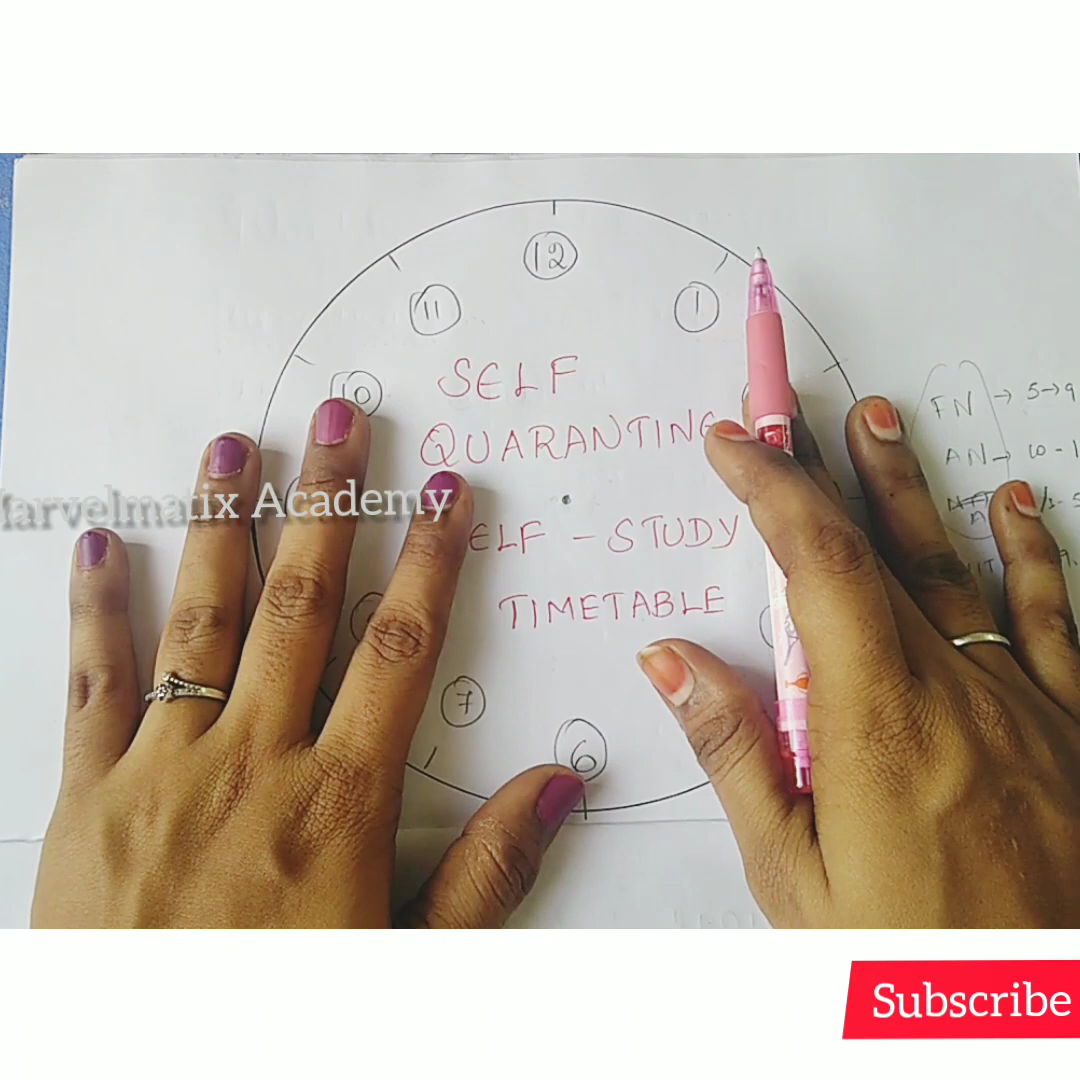 12
11
1
10
SELF
QUARANTINE
ELF - STUDY
TIMETABLE
7
6
FN → 5→9
AN → 10 - 1
Marvelmatix Academy
Subscribe